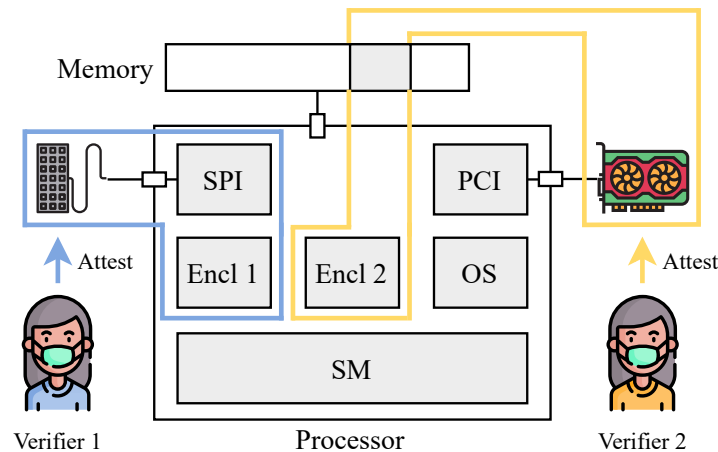 Memory
SPI
PCI
Attest
Encl 1
Encl 2
OS
Attest
SM
Verifier 1
Processor
Verifier 2